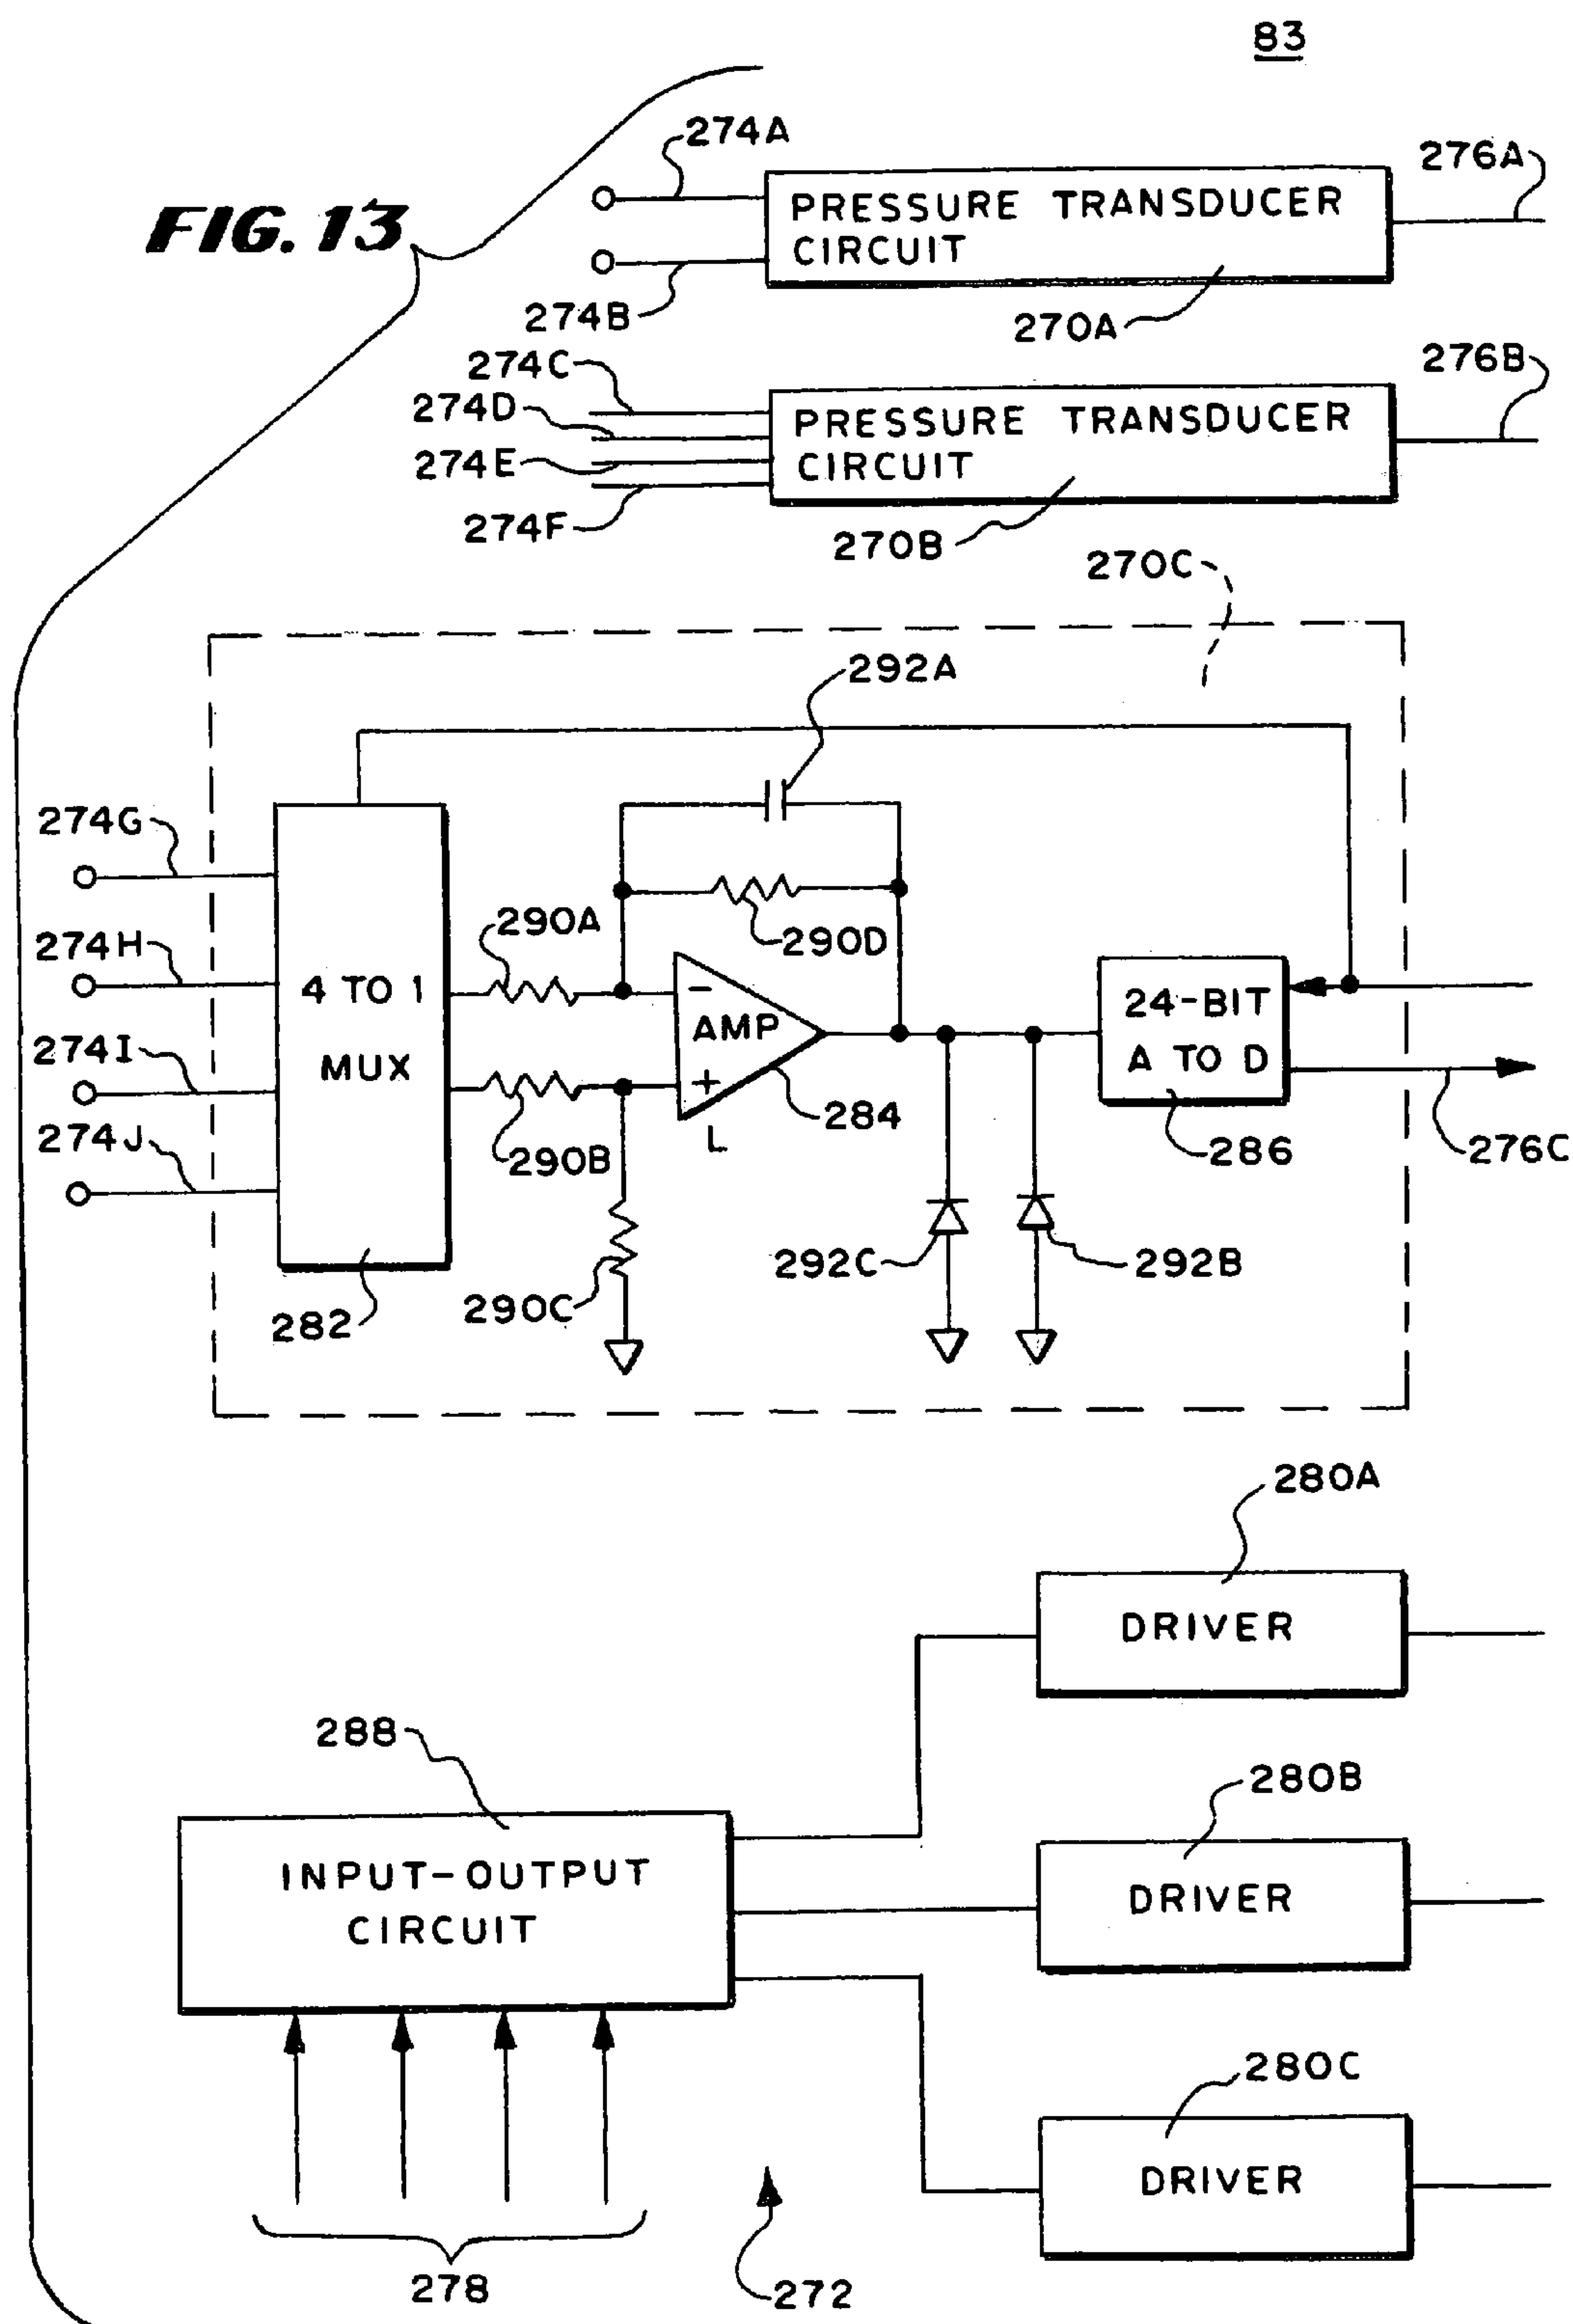 83
FIG. 13
274A
276A
PRESSURE TRANSDUCER
CIRCUIT
274B
270A
274C
276B
274D
PRESSURE TRANSDUCER
274E
CIRCUIT
274F
270B
270C
292A
274G
290A
290D
274H
4 TO 1
MUX
-
AMP
+
24-BIT
A TO D
274I
284
L
274J
290B
286
276C
292C
292B
290C
282
280A
DRIVER
288
280B
INPUT-OUTPUT
CIRCUIT
DRIVER
280C
DRIVER
278
272